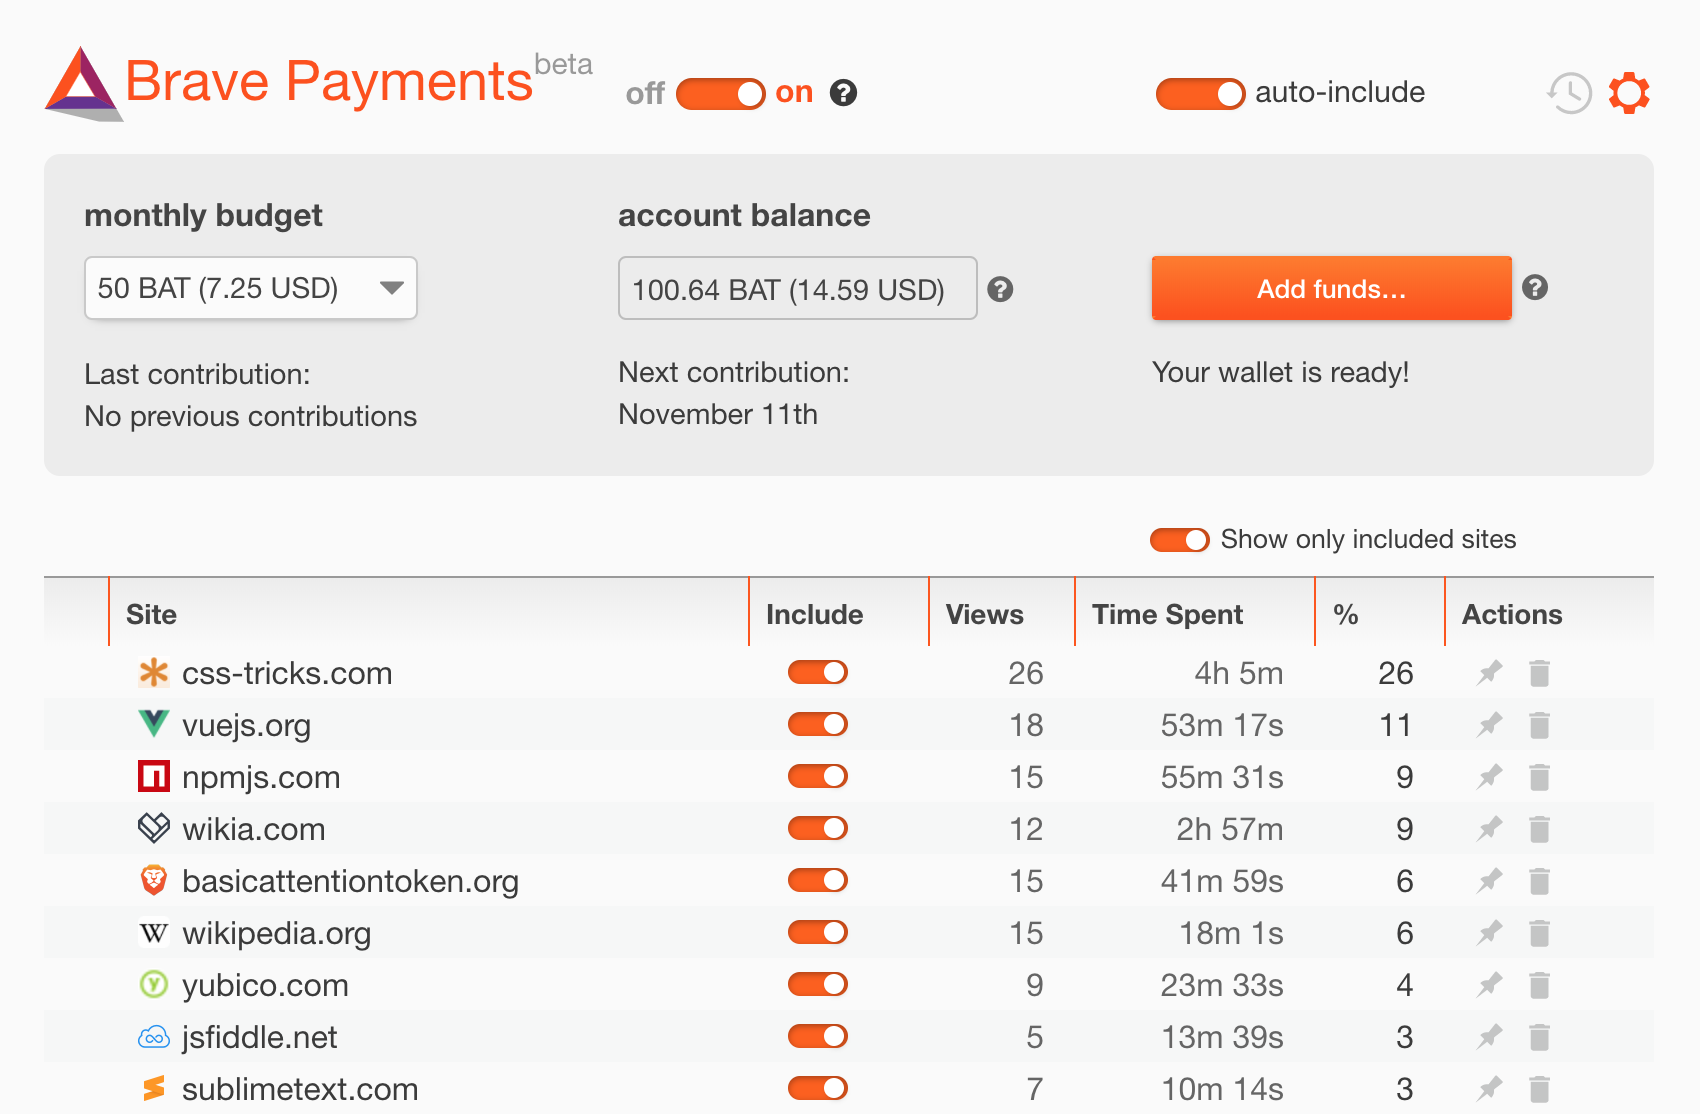 Brave Payments beta
off on ? auto-include
monthly budget account balance
50 BAT (7.25 USD) 100.64 BAT (14.59 USD) ? Add funds... ?
Last contribution: Next contribution: Your wallet is ready!
No previous contributions November 11th
Show only included sites
Site Include Views Time Spent % Actions
css-tricks.com 26 4h 5m 26
vuejs.org 18 53m 17s 11
npmjs.com 15 55m 31s 9
wikia.com 12 2h 57m 9
basicattentiontoken.org 15 41m 59s 6
W wikipedia.org 15 18m 1s 6
y yubico.com 9 23m 33s 4
jsfiddle.net 5 13m 39s 3
sublimetext.com 7 10m 14s 3